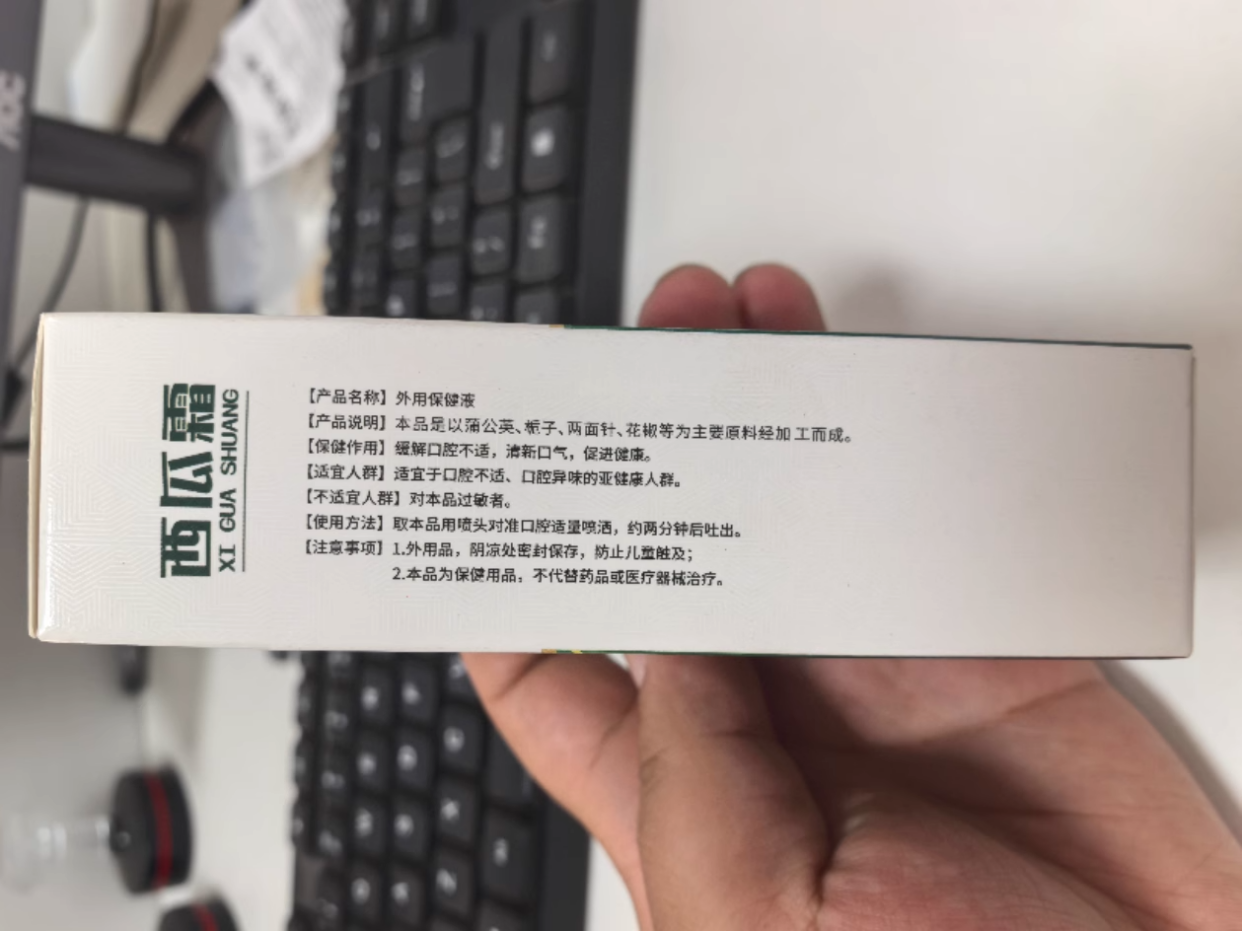 西瓜霜
XI GUA SHUANG
【产品名称】外用保健液
【产品说明】本品是以蒲公英、栀子、两面针、花椒等为主要原料经加工而成。
【保健作用】缓解口腔不适，清新口气，促进健康。
【适宜人群】适宜于口腔不适、口腔异味的亚健康人群。
【不适宜人群】对本品过敏者。
【使用方法】取本品用喷头对准口腔适量喷洒，约两分钟后吐出。
【注意事项】1.外用品，阴凉处密封保存，防止儿童触及；
2.本品为保健用品，不代替药品或医疗器械治疗。
AOC